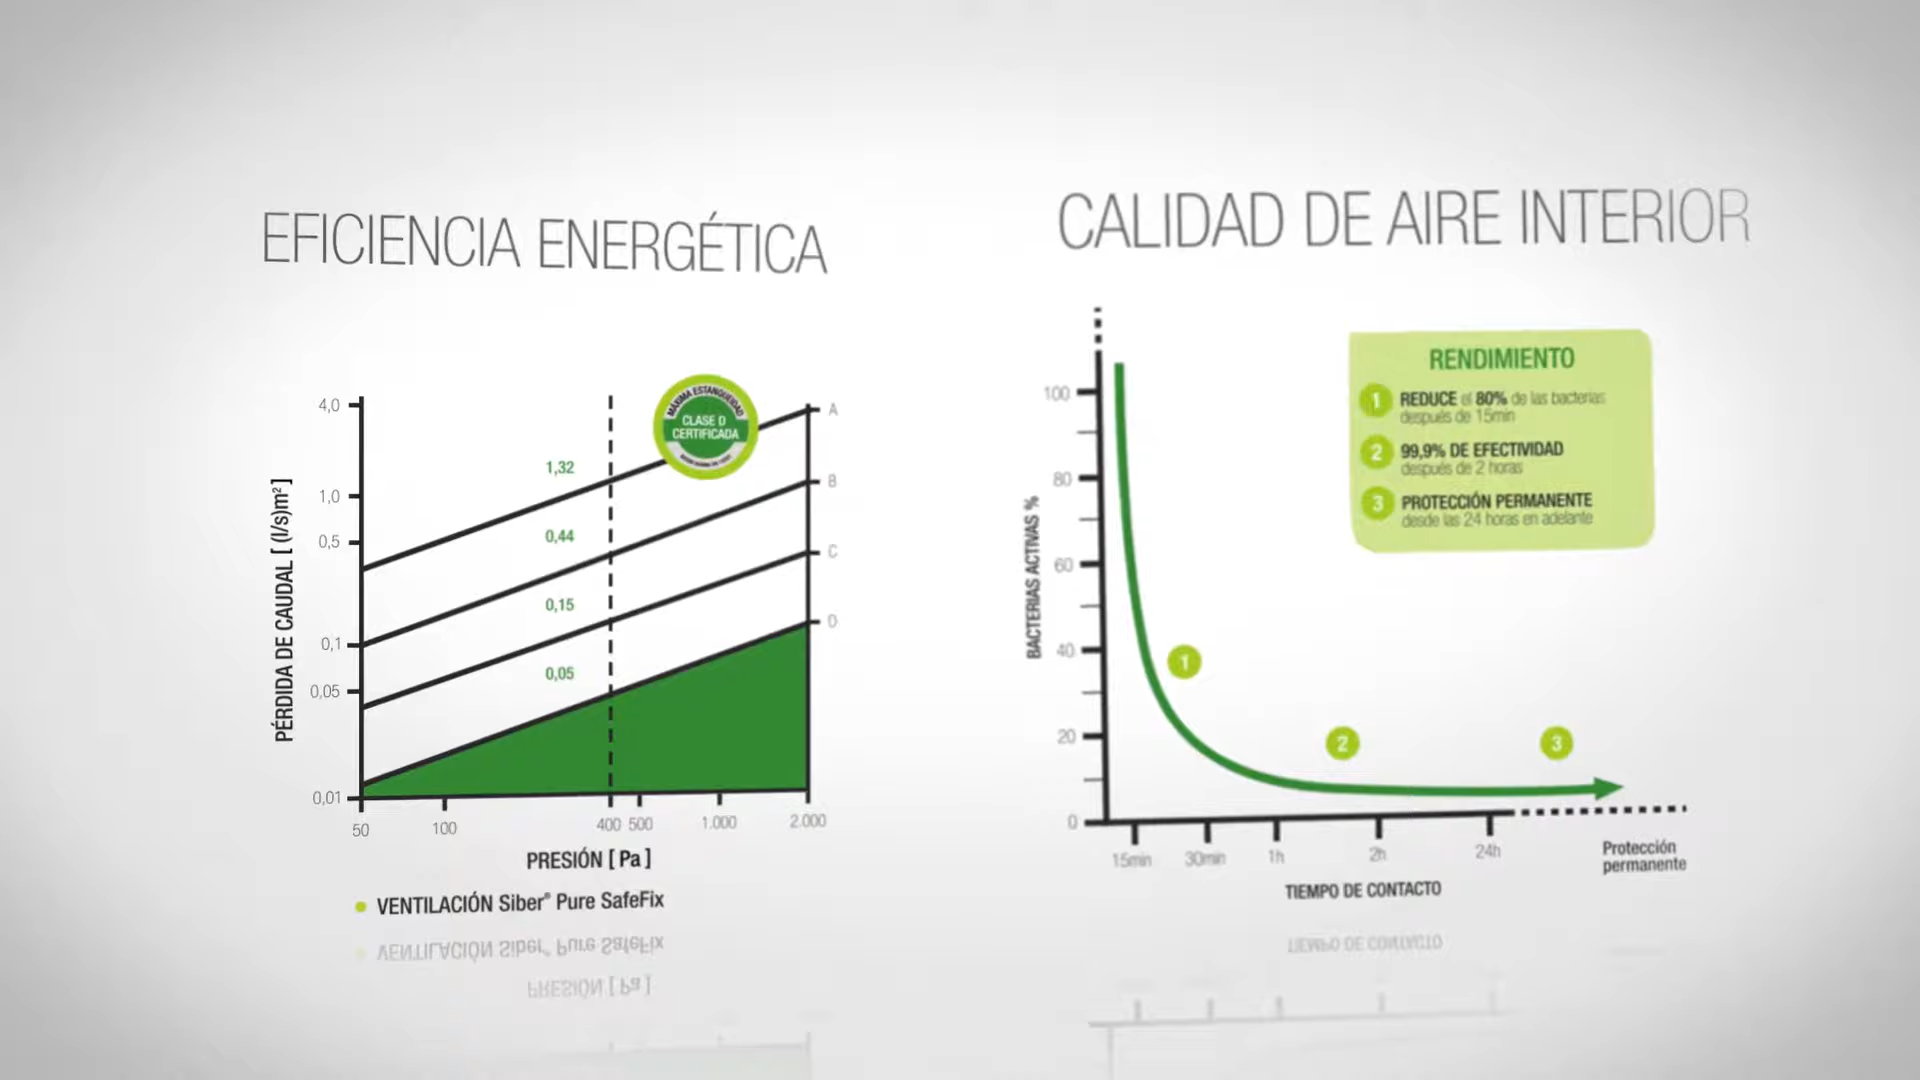 EFICIENCIA ENERGÉTICA
4,0
1,0
0,5
0,1
0,05
0,01
PÉRDIDA DE CAUDAL [ (l/s)m²]
1,32
0,44
0,15
0,05
MÁXIMA ESTANQUEIDAD
CLASE D
CERTIFICADA
A
B
C
D
50
100
400
500
1.000
2.000
PRESIÓN [ Pa ]
VENTILACIÓN Siber® Pure SafeFix
CALIDAD DE AIRE INTERIOR
100
80
60
40
20
0
BACTERIAS ACTIVAS %
RENDIMIENTO
1 REDUCE el 80% de las bacterias
después de 15min
2 99,9% DE EFECTIVIDAD
después de 2 horas
3 PROTECCIÓN PERMANENTE
desde las 24 horas en adelante
1
2
3
15min
30min
1h
2h
24h
Protección
permanente
TIEMPO DE CONTACTO